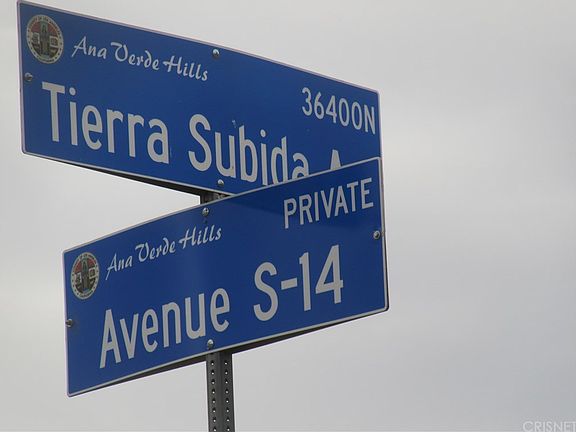 Ana Verde Hills
36400N
Tierra Subida A
Ana Verde Hills
PRIVATE
Avenue S-14
CRISNET